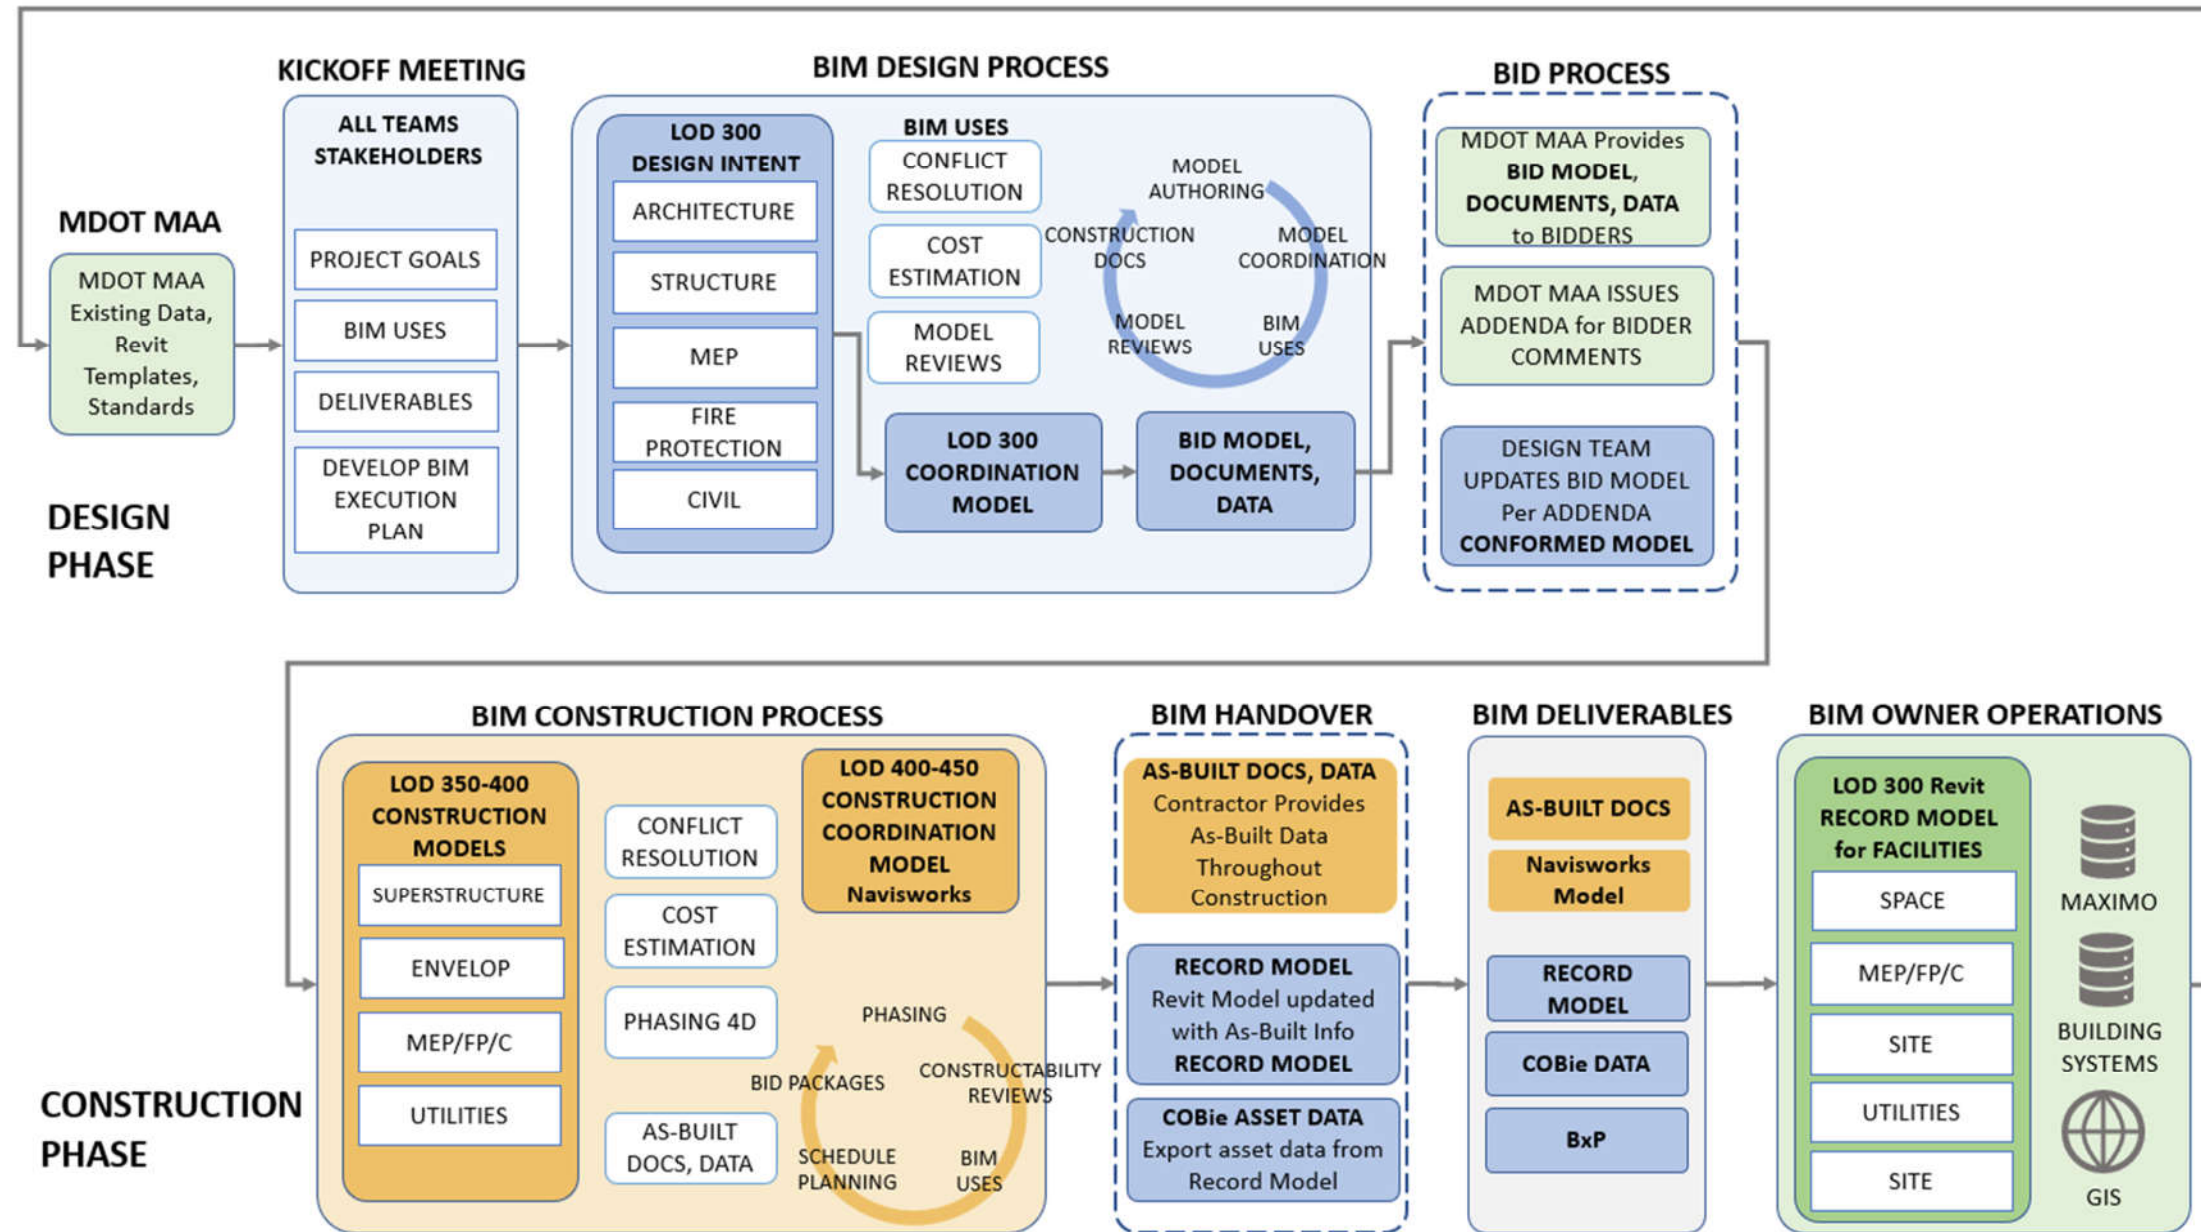 KICKOFF MEETING
BIM DESIGN PROCESS
BID PROCESS
MDOT MAA
MDOT MAA
Existing Data,
Revit
Templates,
Standards
DESIGN
PHASE
ALL TEAMS
STAKEHOLDERS
PROJECT GOALS
BIM USES
DELIVERABLES
DEVELOP BIM
EXECUTION
PLAN
LOD 300
DESIGN INTENT
ARCHITECTURE
STRUCTURE
MEP
FIRE
PROTECTION
CIVIL
BIM USES
CONFLICT
RESOLUTION
COST
ESTIMATION
MODEL
REVIEWS
MODEL
AUTHORING
MODEL
COORDINATION
BIM
USES
MODEL
REVIEWS
CONSTRUCTION
DOCS
LOD 300
COORDINATION
MODEL
BID MODEL,
DOCUMENTS,
DATA
MDOT MAA Provides
BID MODEL,
DOCUMENTS, DATA
to BIDDERS
MDOT MAA ISSUES
ADDENDA for BIDDER
COMMENTS
DESIGN TEAM
UPDATES BID MODEL
Per ADDENDA
CONFORMED MODEL
CONSTRUCTION
PHASE
BIM CONSTRUCTION PROCESS
BIM HANDOVER
BIM DELIVERABLES
BIM OWNER OPERATIONS
LOD 350-400
CONSTRUCTION
MODELS
SUPERSTRUCTURE
ENVELOP
MEP/FP/C
UTILITIES
CONFLICT
RESOLUTION
COST
ESTIMATION
PHASING 4D
AS-BUILT
DOCS, DATA
LOD 400-450
CONSTRUCTION
COORDINATION
MODEL
Navisworks
PHASING
CONSTRUCTABILITY
REVIEWS
BIM
USES
SCHEDULE
PLANNING
BID PACKAGES
AS-BUILT DOCS, DATA
Contractor Provides
As-Built Data
Throughout
Construction
RECORD MODEL
Revit Model updated
with As-Built Info
RECORD MODEL
COBie ASSET DATA
Export asset data from
Record Model
AS-BUILT DOCS
Navisworks
Model
RECORD
MODEL
COBie DATA
BxP
LOD 300 Revit
RECORD MODEL
for FACILITIES
SPACE
MEP/FP/C
SITE
UTILITIES
SITE
MAXIMO
BUILDING
SYSTEMS
GIS